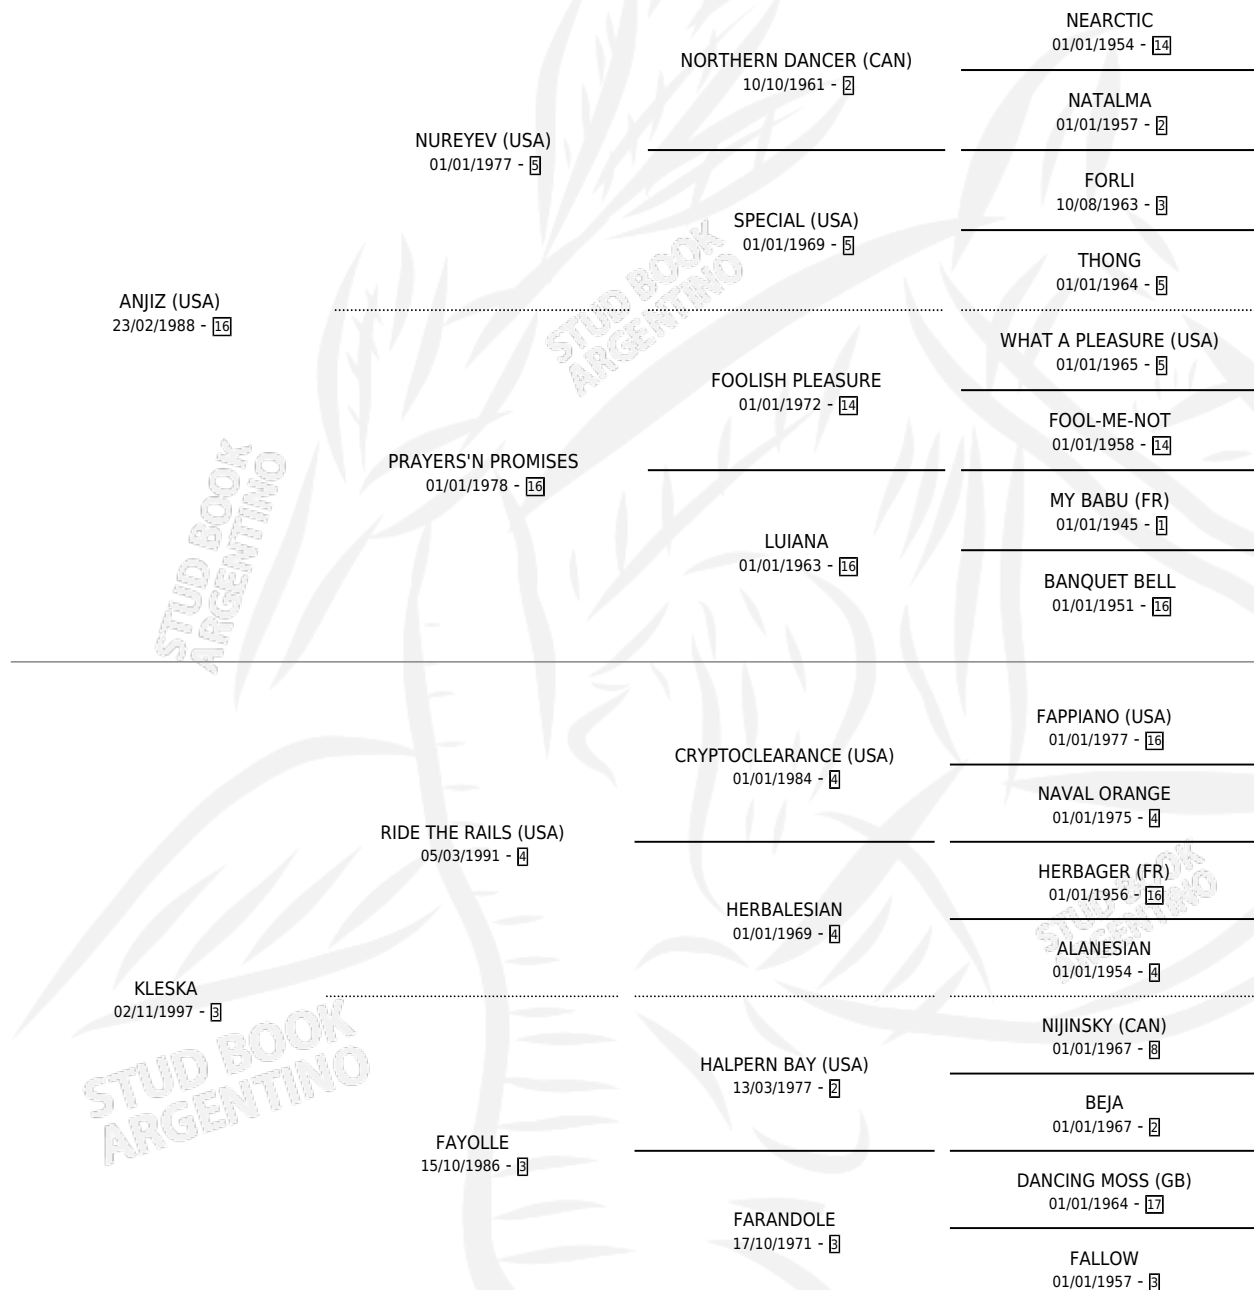 NEARCTIC
01/01/1954 - 14
NORTHERN DANCER (CAN)
10/10/1961 - 2
NATALMA
01/01/1957 - 2
NUREYEV (USA)
01/01/1977 - 5
FORLI
10/08/1963 - 3
SPECIAL (USA)
01/01/1969 - 5
THONG
01/01/1964 - 5
ANJIZ (USA)
23/02/1988 - 16
STUD BOOK
ARGENTINO
WHAT A PLEASURE (USA)
01/01/1965 - 5
FOOLISH PLEASURE
01/01/1972 - 14
FOOL-ME-NOT
01/01/1958 - 14
PRAYERS'N PROMISES
01/01/1978 - 16
MY BABU (FR)
01/01/1945 - 1
LUIANA
01/01/1963 - 16
BANQUET BELL
01/01/1951 - 16
STUD BOOK
ARGENTINO
FAPPIANO (USA)
01/01/1977 - 16
CRYPTOCLEARANCE (USA)
01/01/1984 - 4
NAVAL ORANGE
01/01/1975 - 4
RIDE THE RAILS (USA)
05/03/1991 - 4
HERBAGER (FR)
01/01/1956 - 16
HERBALESIAN
01/01/1969 - 4
ALANESIAN
01/01/1954 - 4
STUD BOOK
ARGENTINO
KLESKA
02/11/1997 - 3
NIJINSKY (CAN)
01/01/1967 - 8
HALPERN BAY (USA)
13/03/1977 - 2
BEJA
01/01/1967 - 2
STUD BOOK
ARGENTINO
FAYOLLE
15/10/1986 - 3
DANCING MOSS (GB)
01/01/1964 - 17
FARANDOLE
17/10/1971 - 3
FALLOW
01/01/1957 - 3